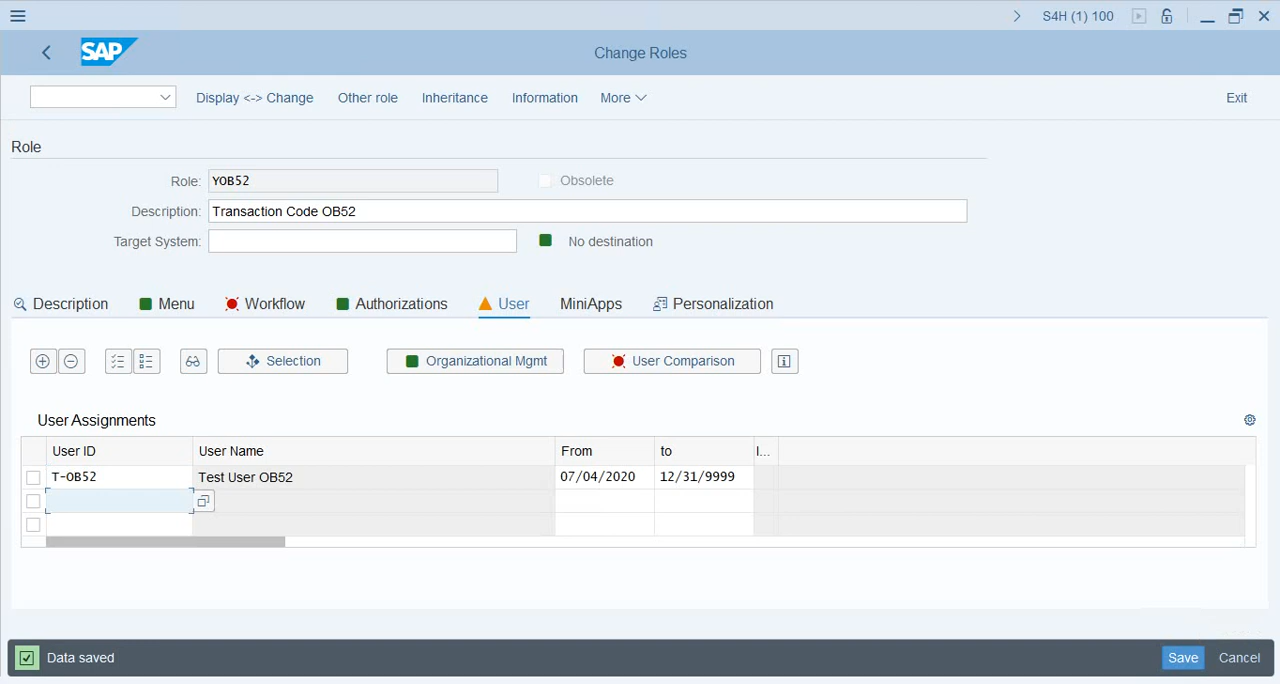 S4H (1) 100
SAP
Change Roles
Display <-> Change Other role Inheritance Information More Exit
Role
Role: YOB52 Obsolete
Description: Transaction Code OB52
Target System: No destination
Description Menu Workflow Authorizations User MiniApps Personalization
Selection Organizational Mgmt User Comparison
User Assignments
User ID User Name From to I...
T-OB52 Test User OB52 07/04/2020 12/31/9999
Data saved Save Cancel